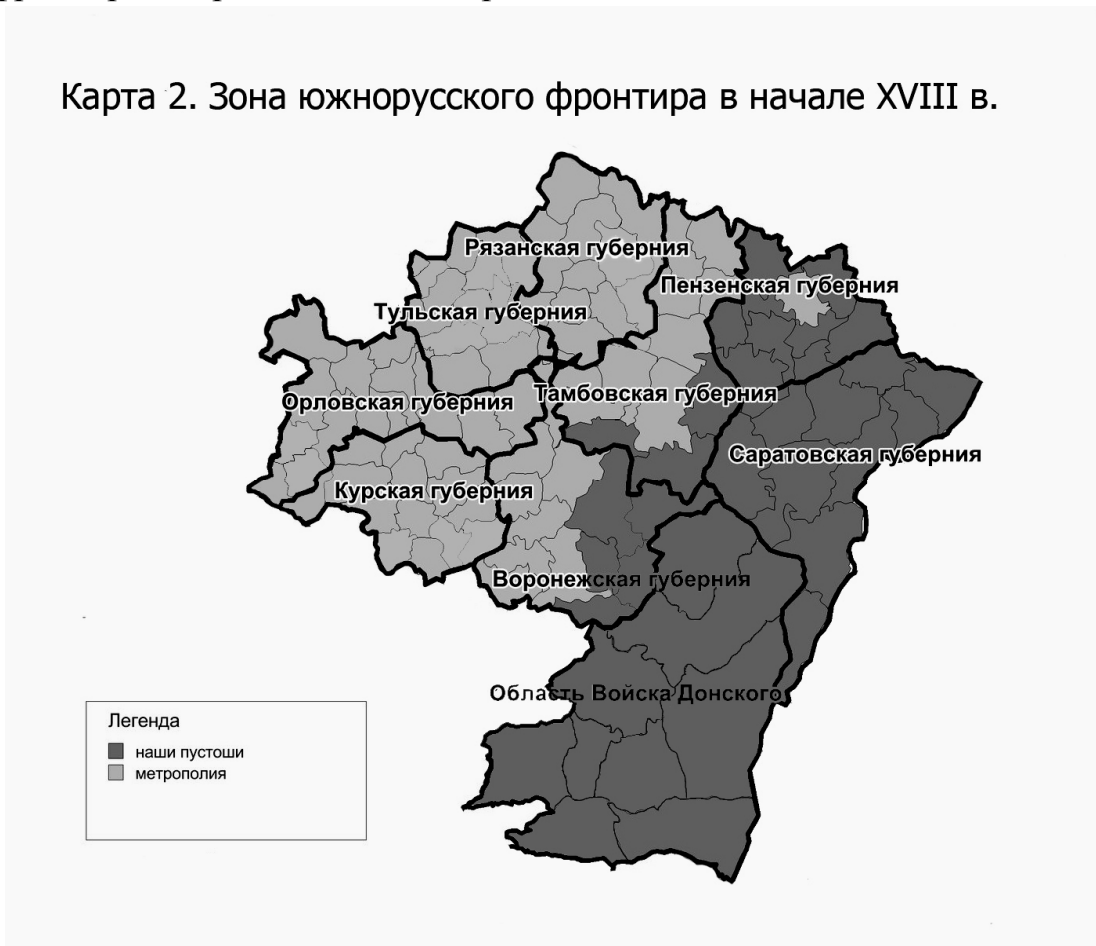 Карта 2. Зона южнорусского фронтира в начале XVIII в.
Рязанская губерния
Пензенская губерния
Тульская губерния
Тамбовская губерния
Орловская губерния
Саратовская губерния
Курская губерния
Воронежская губерния
Область Войска Донского
Легенда
наши пустоши
метрополия